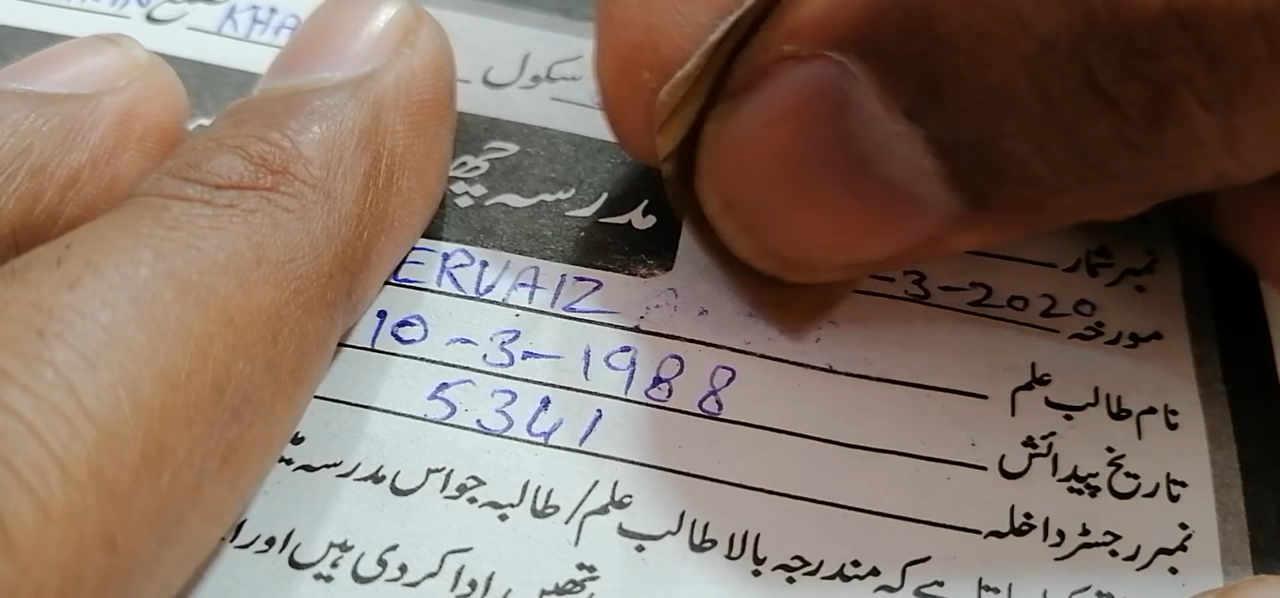 KHA
سکول
مدرسہ چھ
نمبر شمار
مورخہ -3-2020
نام طالب علم ERVAIZ
تاریخ پیدائش 10-3-1988
نمبر رجسٹر داخلہ 5341
کہ مندرجہ بالا طالب علم/طالبہ جو اس مدرسہ
ادا کر دی ہیں اور